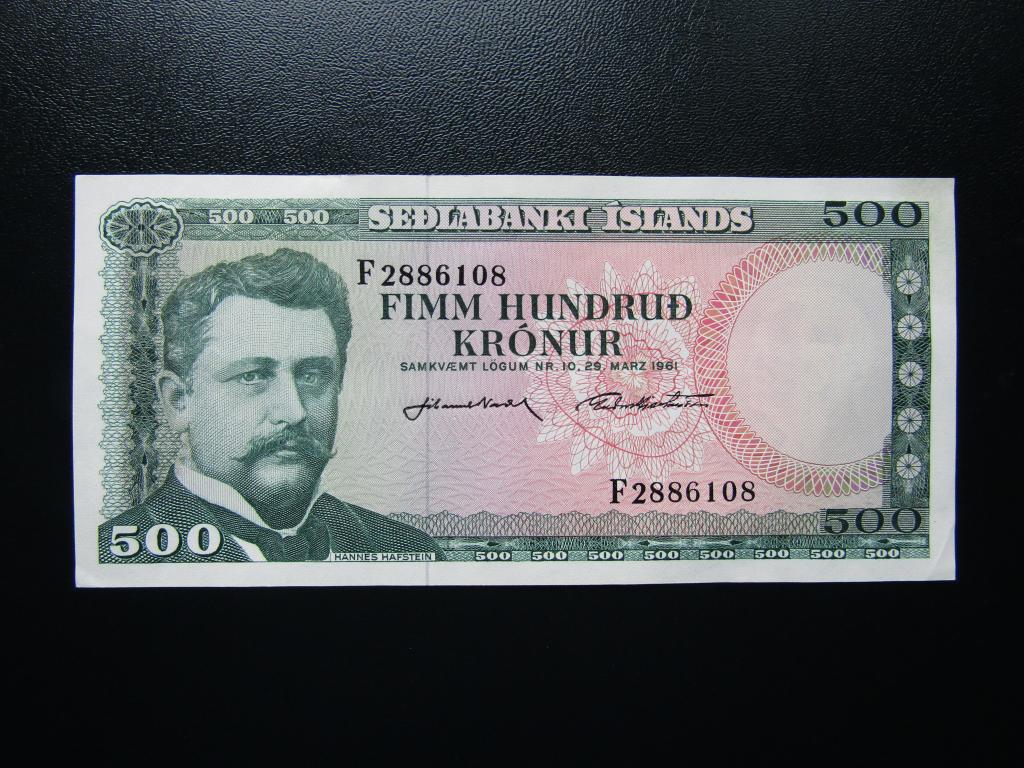 500 500 SEÐLABANKI ÍSLANDS 500
F2886108
FIMM HUNDRUÐ
KRÓNUR
SAMKVÆMT LÖGUM NR. 10, 29. MARZ 1961
F2886108
500
500
HANNES HAFSTEIN 500 500 500 500 500 500 500 500